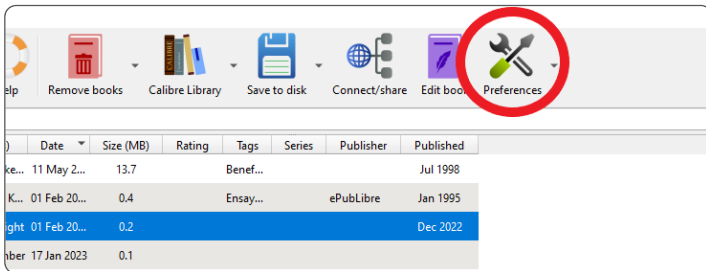 elp Remove books Calibre Library Save to disk Connect/share Edit boo Preferences
) Date Size (MB) Rating Tags Series Publisher Published
ke... 11 May 2... 13.7 Benef... Jul 1998
K... 01 Feb 20... 0.4 Ensay... ePubLibre Jan 1995
ight 01 Feb 20... 0.2 Dec 2022
nber 17 Jan 2023 0.1